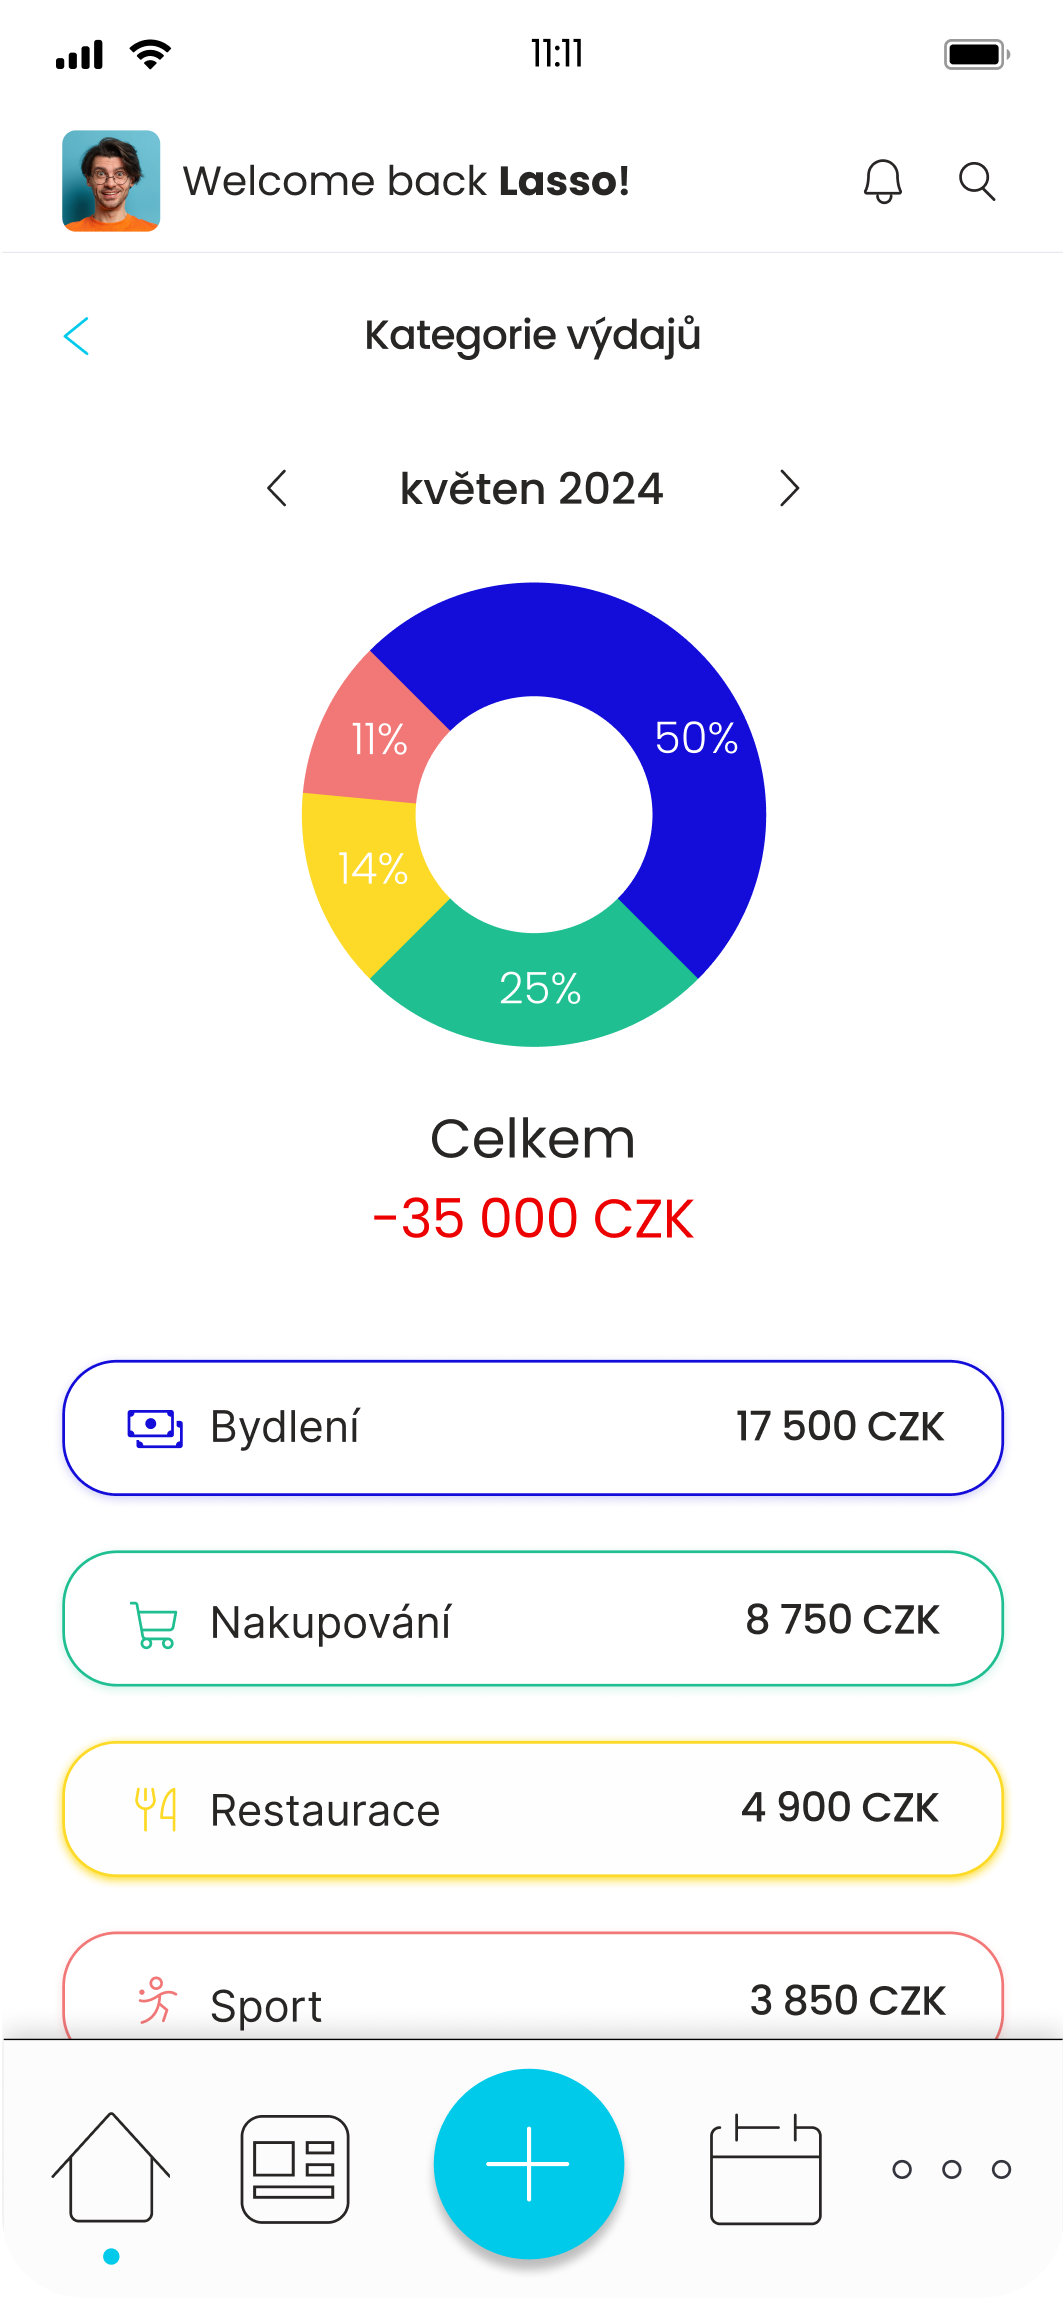 11:11
Welcome back Lasso!
Kategorie výdajů
květen 2024
50%
11%
14%
25%
Celkem
-35 000 CZK
Bydlení 17 500 CZK
Nakupování 8 750 CZK
Restaurace 4 900 CZK
Sport 3 850 CZK